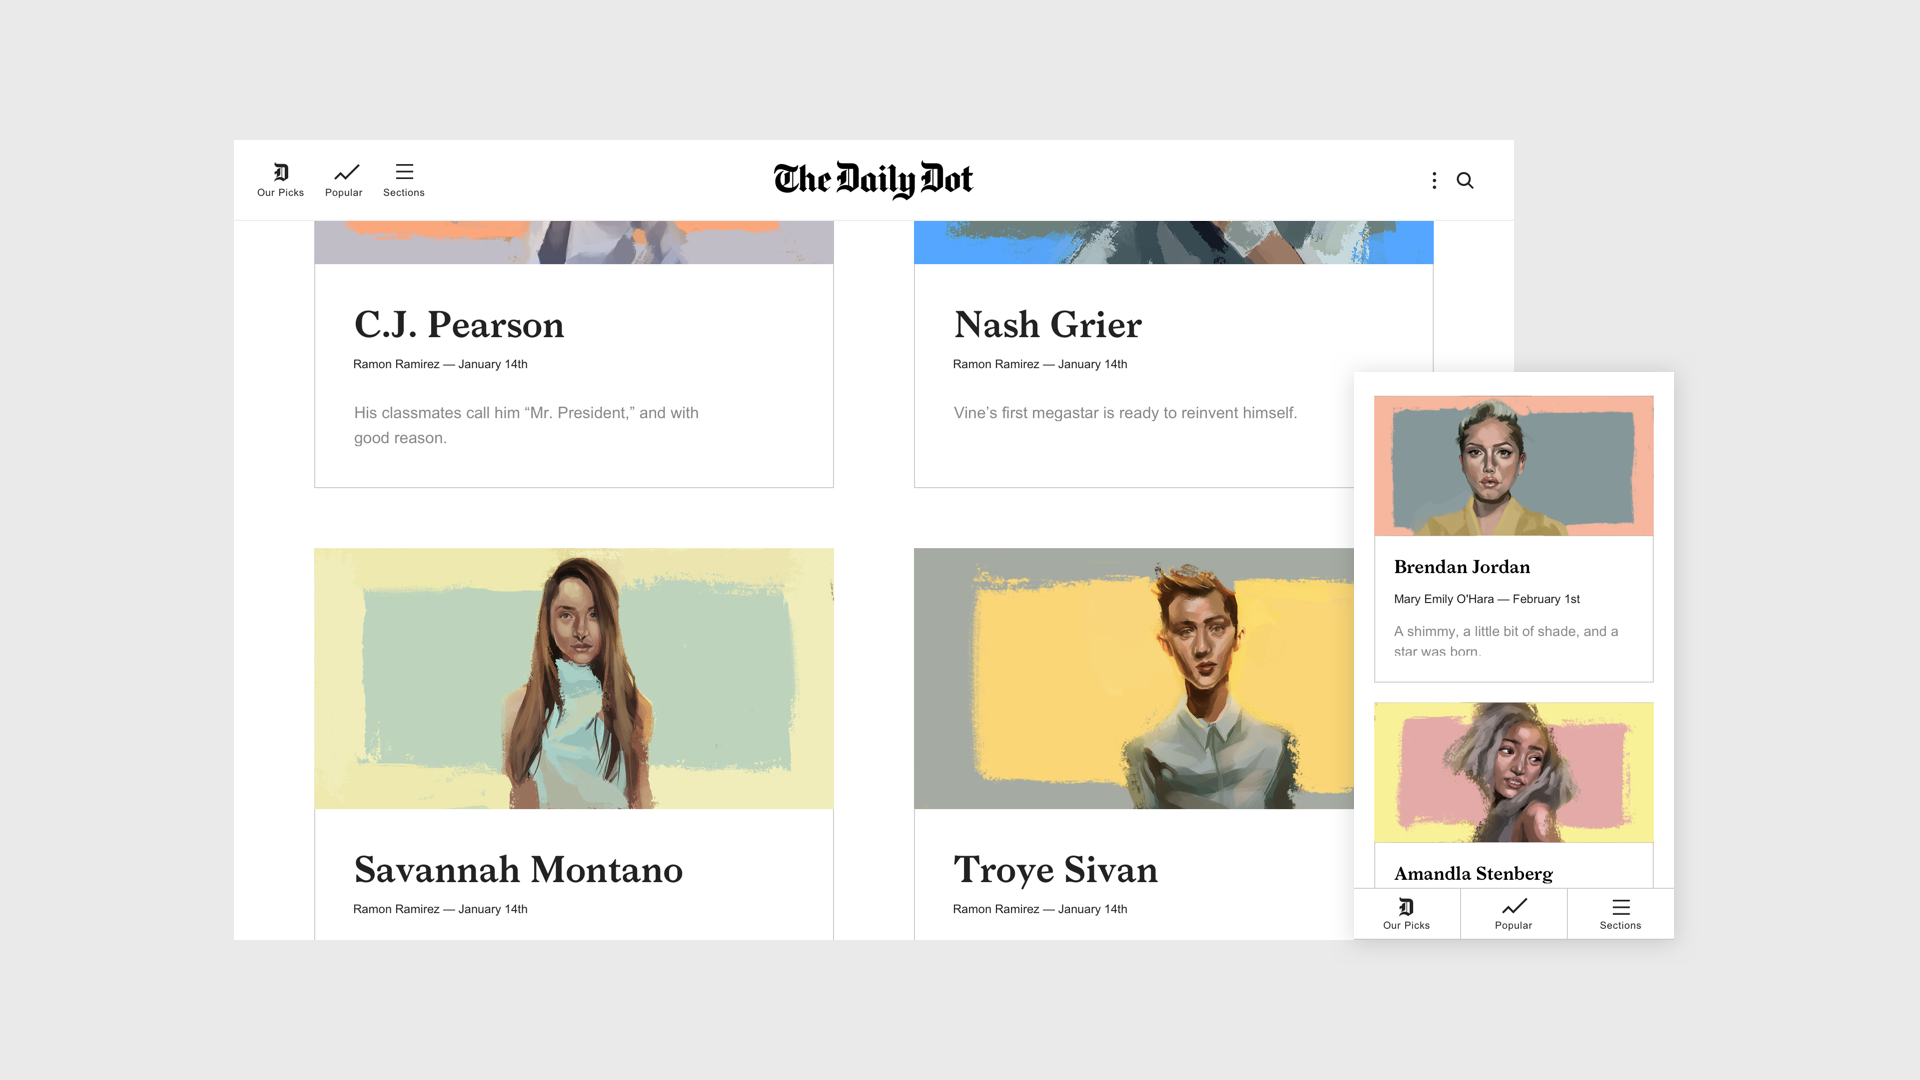 Our Picks
Popular
Sections
The Daily Dot
C.J. Pearson
Ramon Ramirez — January 14th
His classmates call him “Mr. President,” and with
good reason.
Nash Grier
Ramon Ramirez — January 14th
Vine’s first megastar is ready to reinvent himself.
Savannah Montano
Ramon Ramirez — January 14th
Troye Sivan
Ramon Ramirez — January 14th
Brendan Jordan
Mary Emily O'Hara — February 1st
A shimmy, a little bit of shade, and a
star was born.
Amandla Stenberg
Our Picks
Popular
Sections